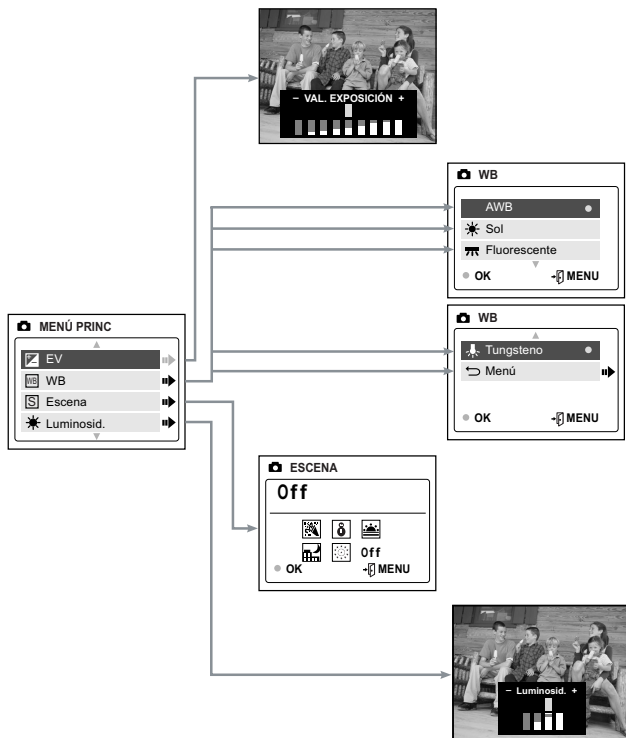 – VAL. EXPOSICIÓN +
WB
AWB
Sol
Fluorescente
OK MENU
WB
Tungsteno
Menú
OK MENU
MENÚ PRINC
EV
WB WB
S Escena
Luminosid.
ESCENA
Off
Off
OK MENU
– Luminosid. +